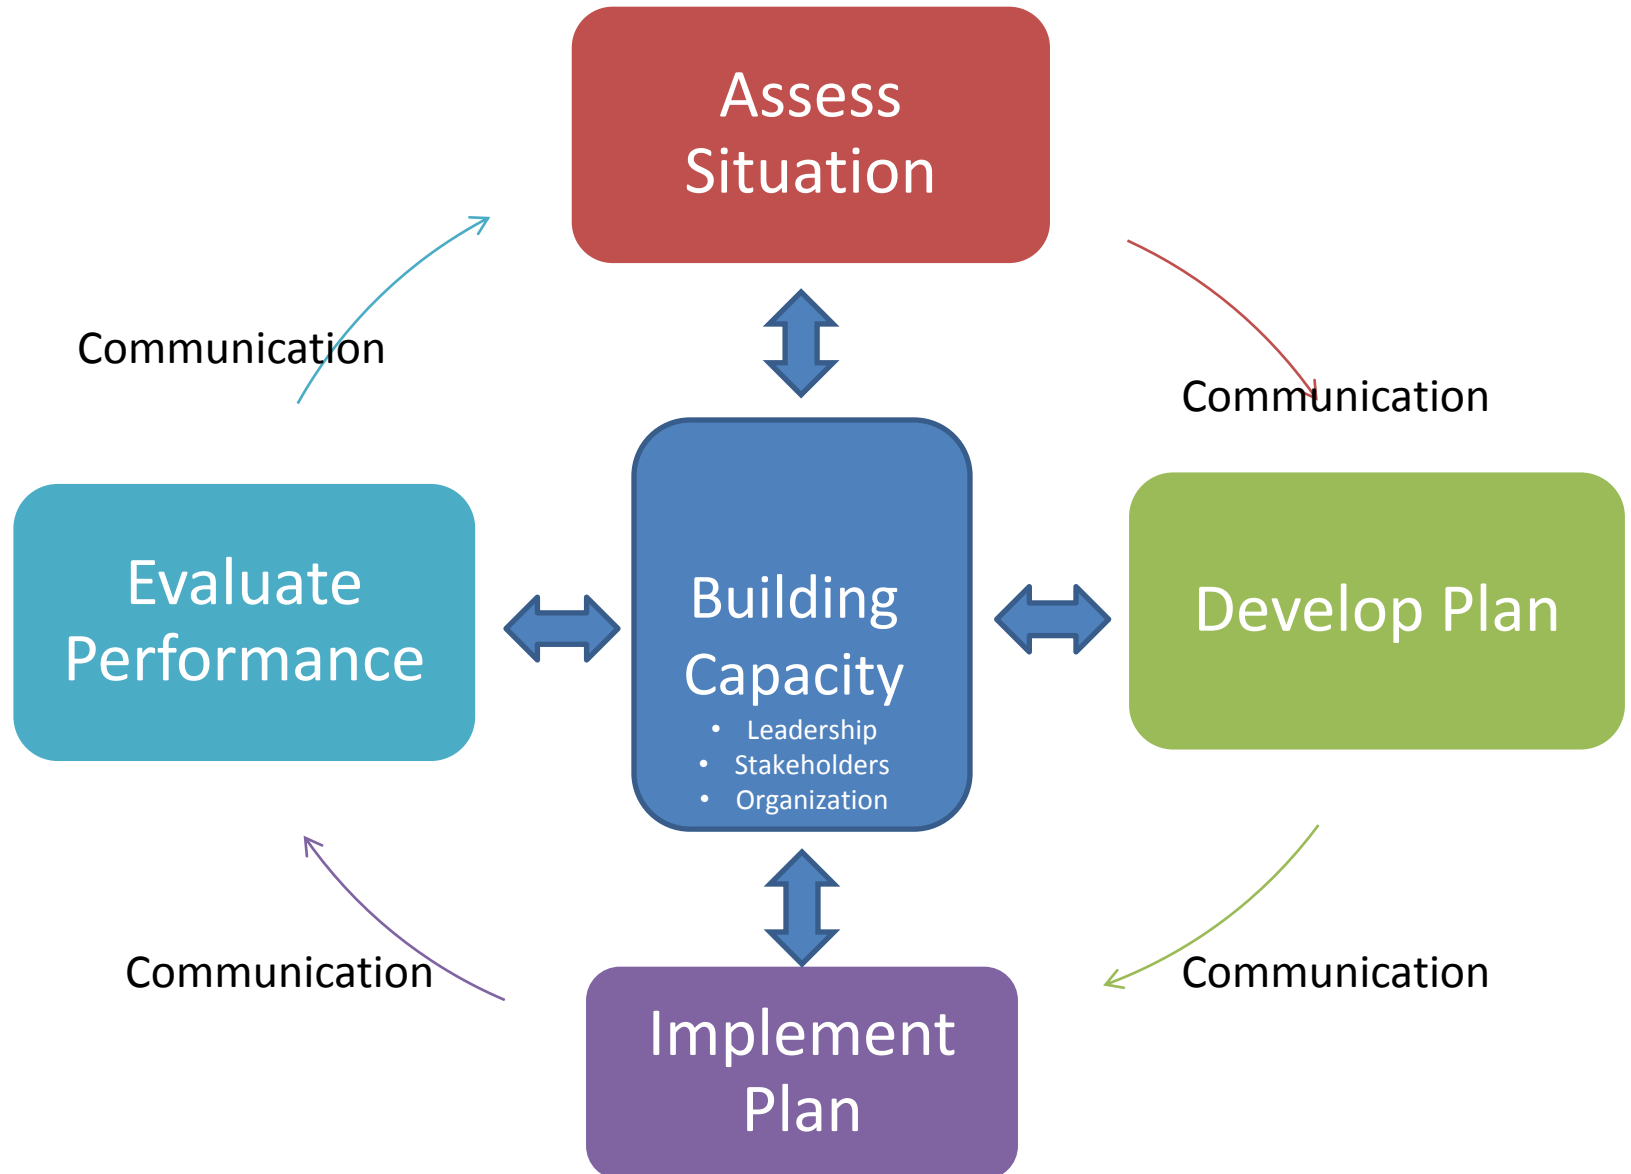 Assess
Situation
Communication
Communication
Evaluate
Performance
Building
Capacity
• Leadership
• Stakeholders
• Organization
Develop Plan
Communication
Communication
Implement
Plan